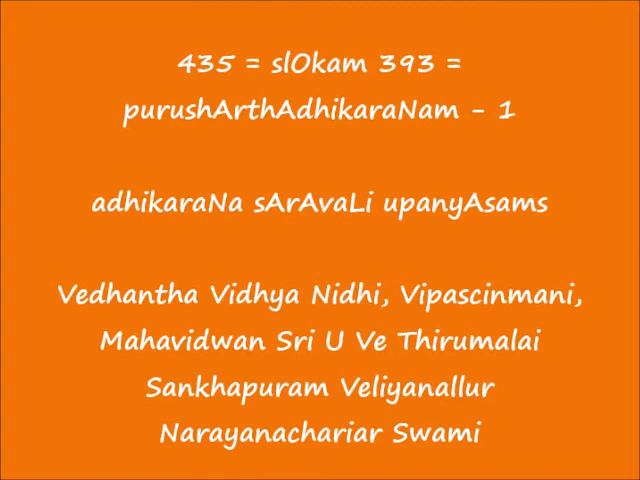 435 = slOkam 393 =
purushArthAdhikaraNam - 1
adhikaraNa sArAvaLi upanyAsams
Vedhantha Vidhya Nidhi, Vipascinmani,
Mahavidwan Sri U Ve Thirumalai
Sankhapuram Veliyanallur
Narayanachariar Swami